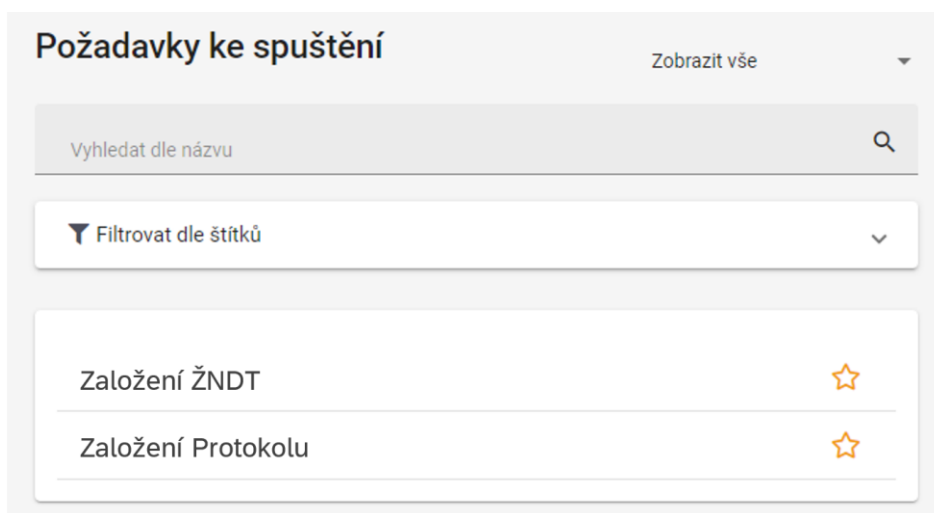 Požadavky ke spuštění
Zobrazit vše
Vyhledat dle názvu
Filtrovat dle štítků
Založení ŽNDT
Založení Protokolu